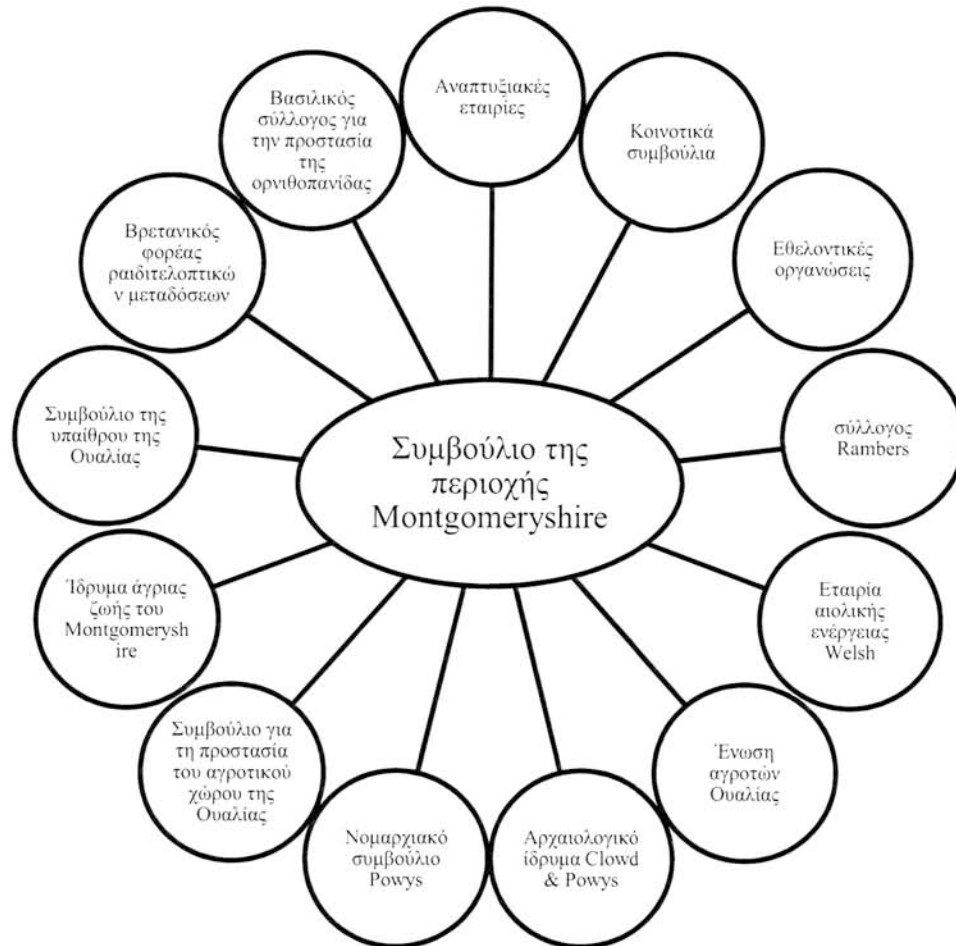 Αναπτυξιακές
εταιρίες
Κοινοτικά
συμβούλια
Εθελοντικές
οργανώσεις
σύλλογος
Rambers
Εταιρία
αιολικής
ενέργειας
Welsh
Ένωση
αγροτών
Ουαλίας
Αρχαιολογικό
ίδρυμα Clowd
& Powys
Νομαρχιακό
συμβούλιο
Powys
Συμβούλιο για
τη προστασία
του αγροτικού
χώρου της
Ουαλίας
Ίδρυμα άγριας
ζωής του
Montgomerysh
ire
Συμβούλιο της
υπαίθρου της
Ουαλίας
Βρετανικός
φορέας
ραιδιτελοπτικώ
ν μεταδόσεων
Βασιλικός
σύλλογος για
την προστασία
της
ορνιθοπανίδας
Συμβούλιο της
περιοχής
Montgomeryshire